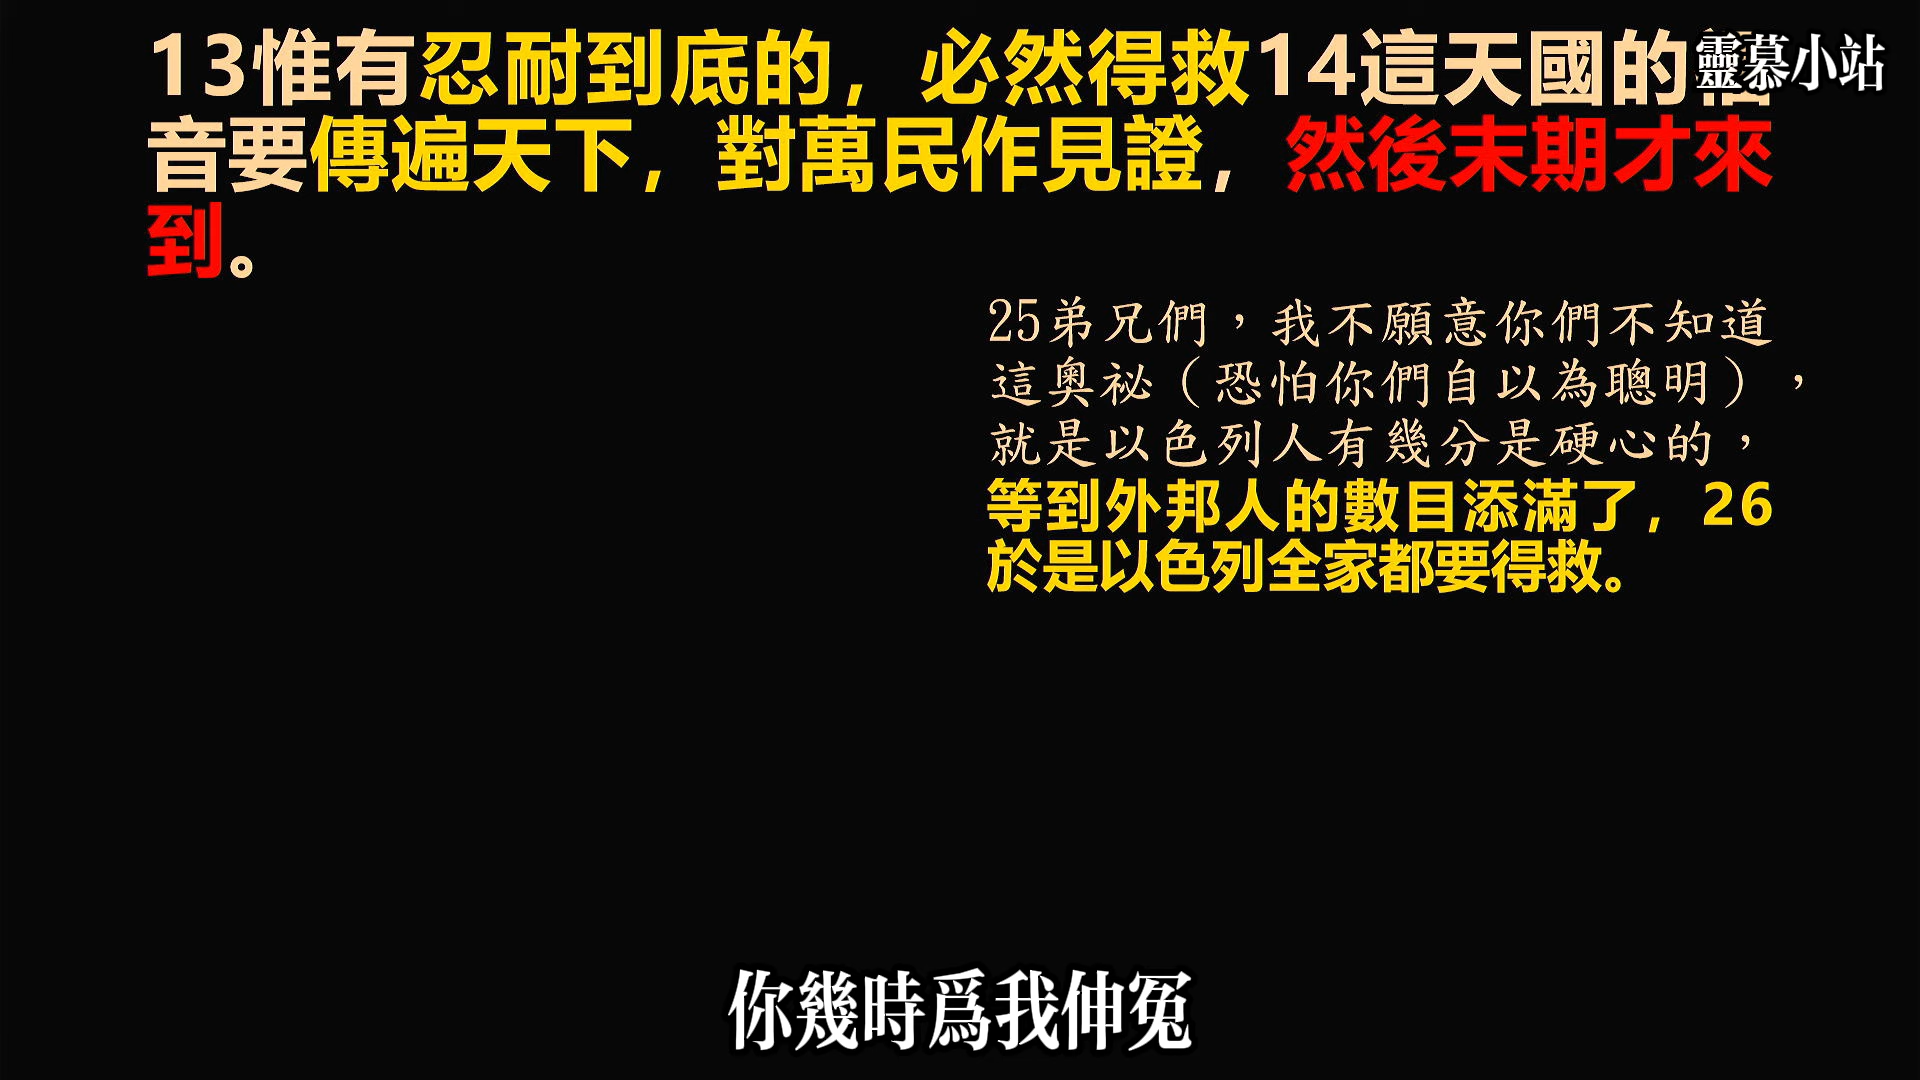 13惟有忍耐到底的，必然得救14這天國的
靈慕小站
音要傳遍天下，對萬民作見證，然後末期才來
到。
25弟兄們，我不願意你們不知道
這奧祕（恐怕你們自以為聰明），
就是以色列人有幾分是硬心的，
等到外邦人的數目添滿了，26
於是以色列全家都要得救。
你幾時爲我伸冤